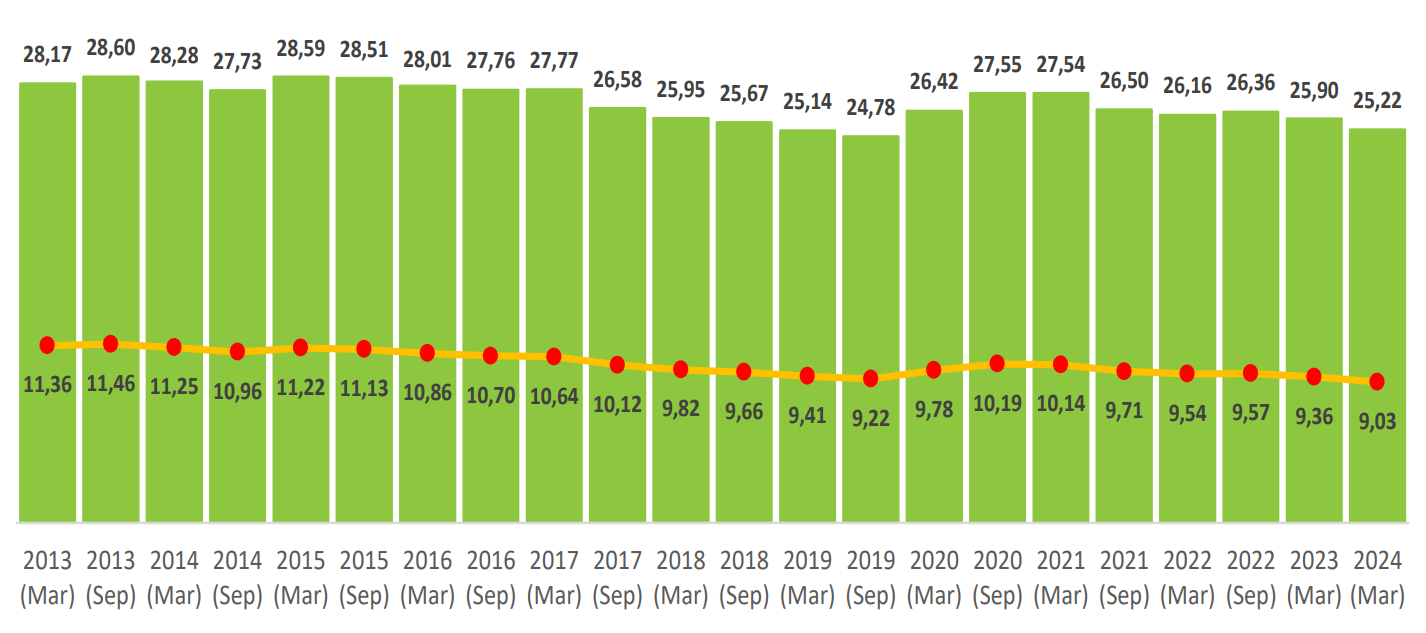 28,17 28,60 28,28 27,73 28,59 28,51 28,01 27,76 27,77 26,58 25,95 25,67 25,14 24,78 26,42 27,55 27,54 26,50 26,16 26,36 25,90 25,22
11,36 11,46 11,25 10,96 11,22 11,13 10,86 10,70 10,64 10,12 9,82 9,66 9,41 9,22 9,78 10,19 10,14 9,71 9,54 9,57 9,36 9,03
2013 2013 2014 2014 2015 2015 2016 2016 2017 2017 2018 2018 2019 2019 2020 2020 2021 2021 2022 2022 2023 2024
(Mar) (Sep) (Mar) (Sep) (Mar) (Sep) (Mar) (Sep) (Mar) (Sep) (Mar) (Sep) (Mar) (Sep) (Mar) (Sep) (Mar) (Sep) (Mar) (Sep) (Mar) (Mar)